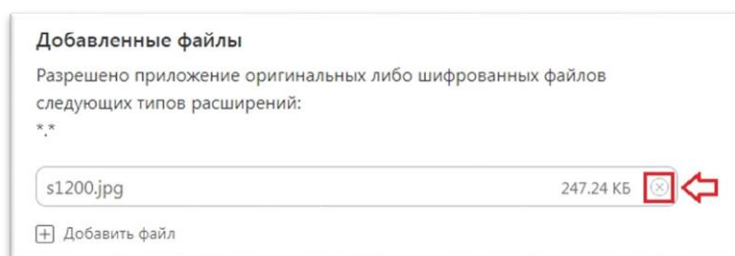 Добавленные файлы
Разрешено приложение оригинальных либо шифрованных файлов
следующих типов расширений:
*.*
s1200.jpg 247.24 КБ
Добавить файл